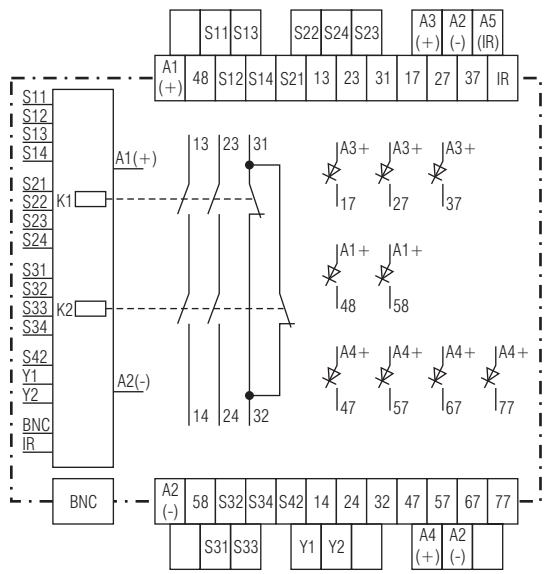 S11 S13 S22 S24 S23 A3 (+) A2 (-) A5 (IR)
A1 (+) 48 S12 S14 S21 13 23 31 17 27 37 IR
S11
S12
S13
S14
A1(+)
S21
S22
K1
S23
S24
S31
S32
S33
K2
S34
S42
Y1
A2(-)
Y2
BNC
IR
13 23 31
14 24 32
A3+ A3+ A3+
17 27 37
A1+ A1+
48 58
A4+ A4+ A4+ A4+
47 57 67 77
BNC
A2 (-) 58 S32 S34 S42 14 24 32 47 57 67 77
S31 S33 Y1 Y2 A4 (+) A2 (-)